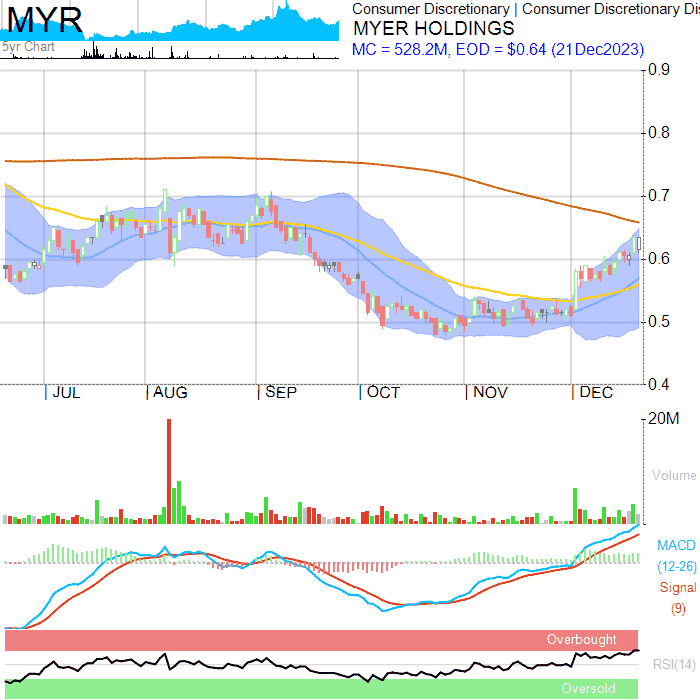 MYR
5yr Chart
Consumer Discretionary | Consumer Discretionary Dis
MYER HOLDINGS
MC = 528.2M, EOD = $0.64 (21Dec2023)
0.9
0.8
0.7
0.6
0.5
0.4
JUL AUG SEP OCT NOV DEC
20M
Volume
MACD
(12-26)
Signal
(9)
Overbought
RSI(14)
Oversold